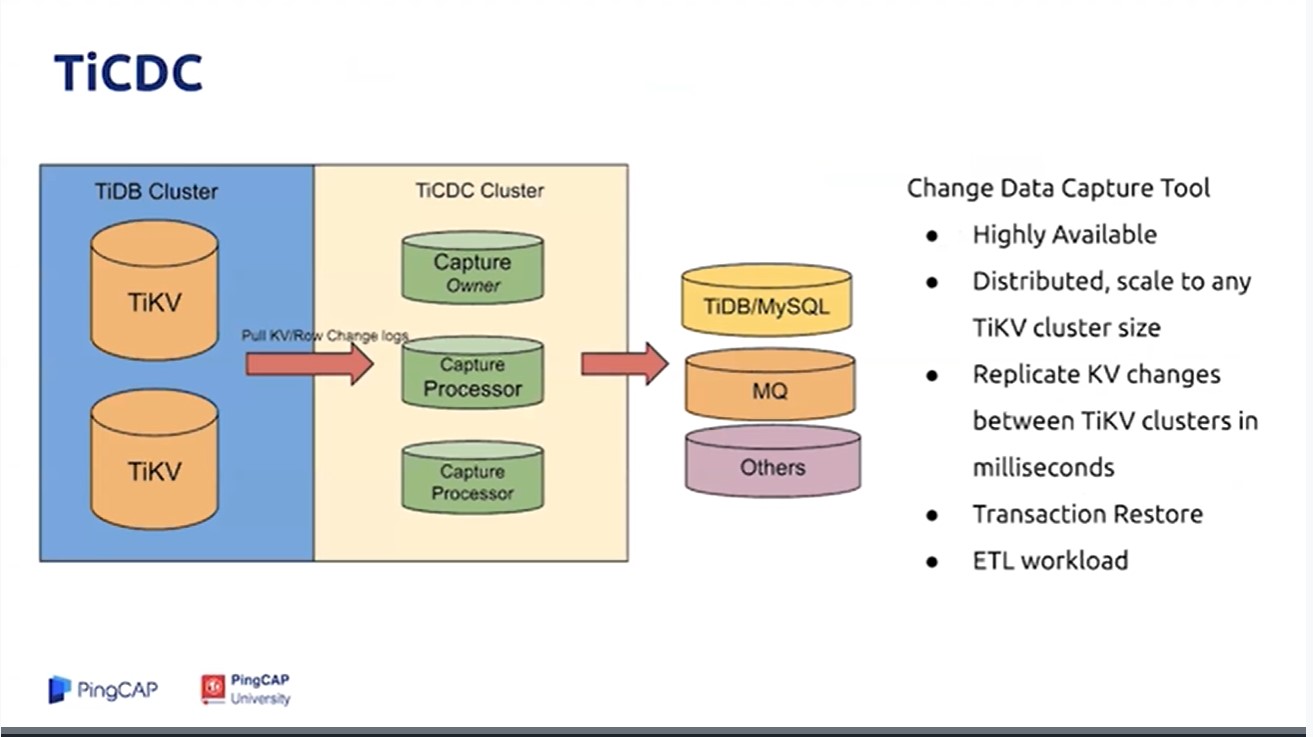 TiCDC
TiDB Cluster
TiKV
TiKV
Pull KV/Row Change logs
TiCDC Cluster
Capture
Owner
Capture
Processor
Capture
Processor
TiDB/MySQL
MQ
Others
Change Data Capture Tool
● Highly Available
● Distributed, scale to any
TiKV cluster size
● Replicate KV changes
between TiKV clusters in
milliseconds
● Transaction Restore
● ETL workload
PingCAP
PingCAP
University